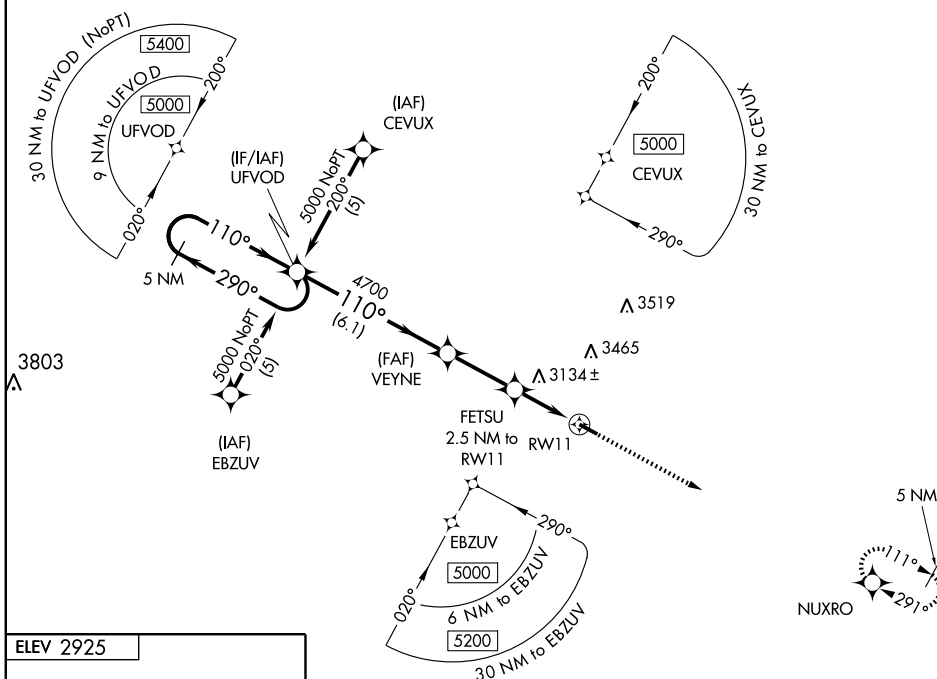 30 NM to UFVOD (NoPT)
5400
9 NM to UFVOD
5000
UFVOD
200°
020°
(IAF)
CEVUX
(IF/IAF)
UFVOD
5000 NoPT
200°
(5)
110°
290°
5 NM
4700
110°
(6.1)
5000 NoPT
020°
(5)
(IAF)
EBZUV
(FAF)
VEYNE
FETSU
2.5 NM to
RW11
RW11
3803
3519
3465
3134±
200°
5000
CEVUX
30 NM to CEVUX
290°
EBZUV
290°
020°
5000
6 NM to EBZUV
5200
30 NM to EBZUV
5 NM
111°
291°
NUXRO
ELEV 2925